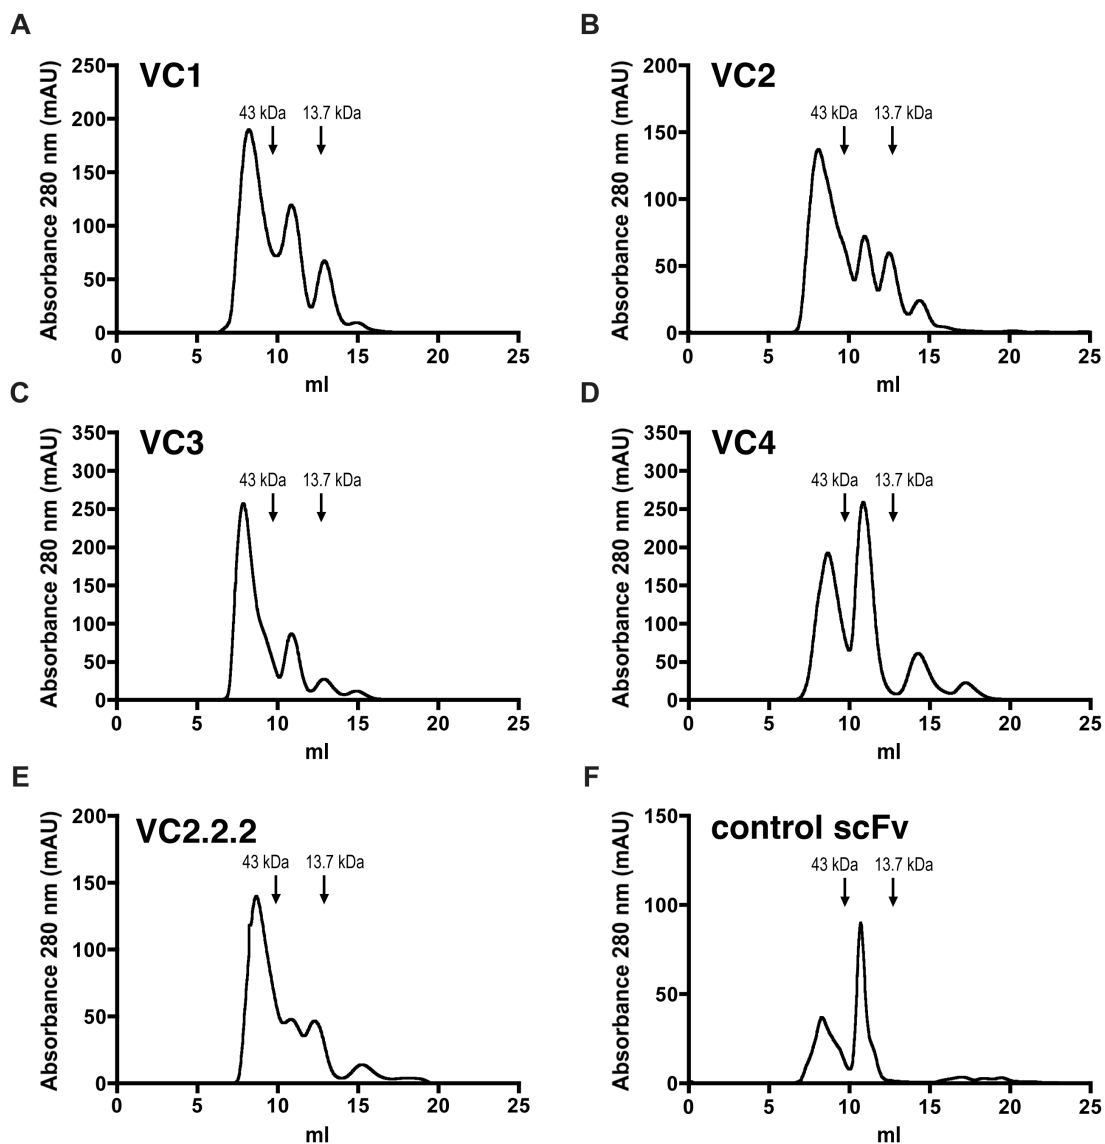 A
VC1
Absorbance 280 nm (mAU)
250
200
150
100
50
0
43 kDa 13.7 kDa
0 5 10 15 20 25
ml
B
VC2
Absorbance 280 nm (mAU)
200
150
100
50
0
43 kDa 13.7 kDa
0 5 10 15 20 25
ml
C
VC3
Absorbance 280 nm (mAU)
350
300
250
200
150
100
50
0
43 kDa 13.7 kDa
0 5 10 15 20 25
ml
D
VC4
Absorbance 280 nm (mAU)
350
300
250
200
150
100
50
0
43 kDa 13.7 kDa
0 5 10 15 20 25
ml
E
VC2.2.2
Absorbance 280 nm (mAU)
200
150
100
50
0
43 kDa 13.7 kDa
0 5 10 15 20 25
ml
F
control scFv
Absorbance 280 nm (mAU)
150
100
50
0
43 kDa 13.7 kDa
0 5 10 15 20 25
ml